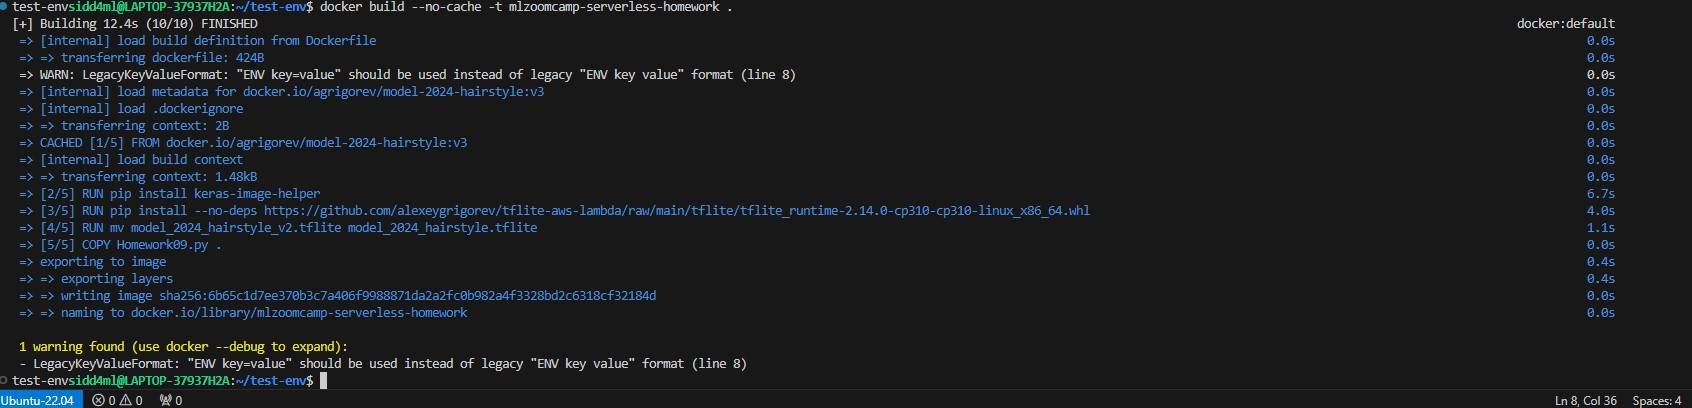 test-envsidd4ml@LAPTOP-37937H2A:~/test-env$ docker build --no-cache -t mlzoomcamp-serverless-homework .
[+] Building 12.4s (10/10) FINISHED docker:default
=> [internal] load build definition from Dockerfile 0.0s
=> => transferring dockerfile: 424B 0.0s
=> WARN: LegacyKeyValueFormat: "ENV key=value" should be used instead of legacy "ENV key value" format (line 8) 0.0s
=> [internal] load metadata for docker.io/agrigorev/model-2024-hairstyle:v3 0.0s
=> [internal] load .dockerignore 0.0s
=> => transferring context: 2B 0.0s
=> CACHED [1/5] FROM docker.io/agrigorev/model-2024-hairstyle:v3 0.0s
=> [internal] load build context 0.0s
=> => transferring context: 1.48kB 0.0s
=> [2/5] RUN pip install keras-image-helper 6.7s
=> [3/5] RUN pip install --no-deps https://github.com/alexeygrigorev/tflite-aws-lambda/raw/main/tflite/tflite_runtime-2.14.0-cp310-cp310-linux_x86_64.whl 4.0s
=> [4/5] RUN mv model_2024_hairstyle_v2.tflite model_2024_hairstyle.tflite 1.1s
=> [5/5] COPY Homework09.py . 0.0s
=> exporting to image 0.4s
=> => exporting layers 0.4s
=> => writing image sha256:6b65c1d7ee370b3c7a406f9988871da2a2fc0b982a4f3328bd2c6318cf32184d 0.0s
=> => naming to docker.io/library/mlzoomcamp-serverless-homework 0.0s
1 warning found (use docker --debug to expand):
- LegacyKeyValueFormat: "ENV key=value" should be used instead of legacy "ENV key value" format (line 8)
test-envsidd4ml@LAPTOP-37937H2A:~/test-env$
Ubuntu-22.04 0 0 0 Ln 8, Col 36 Spaces: 4